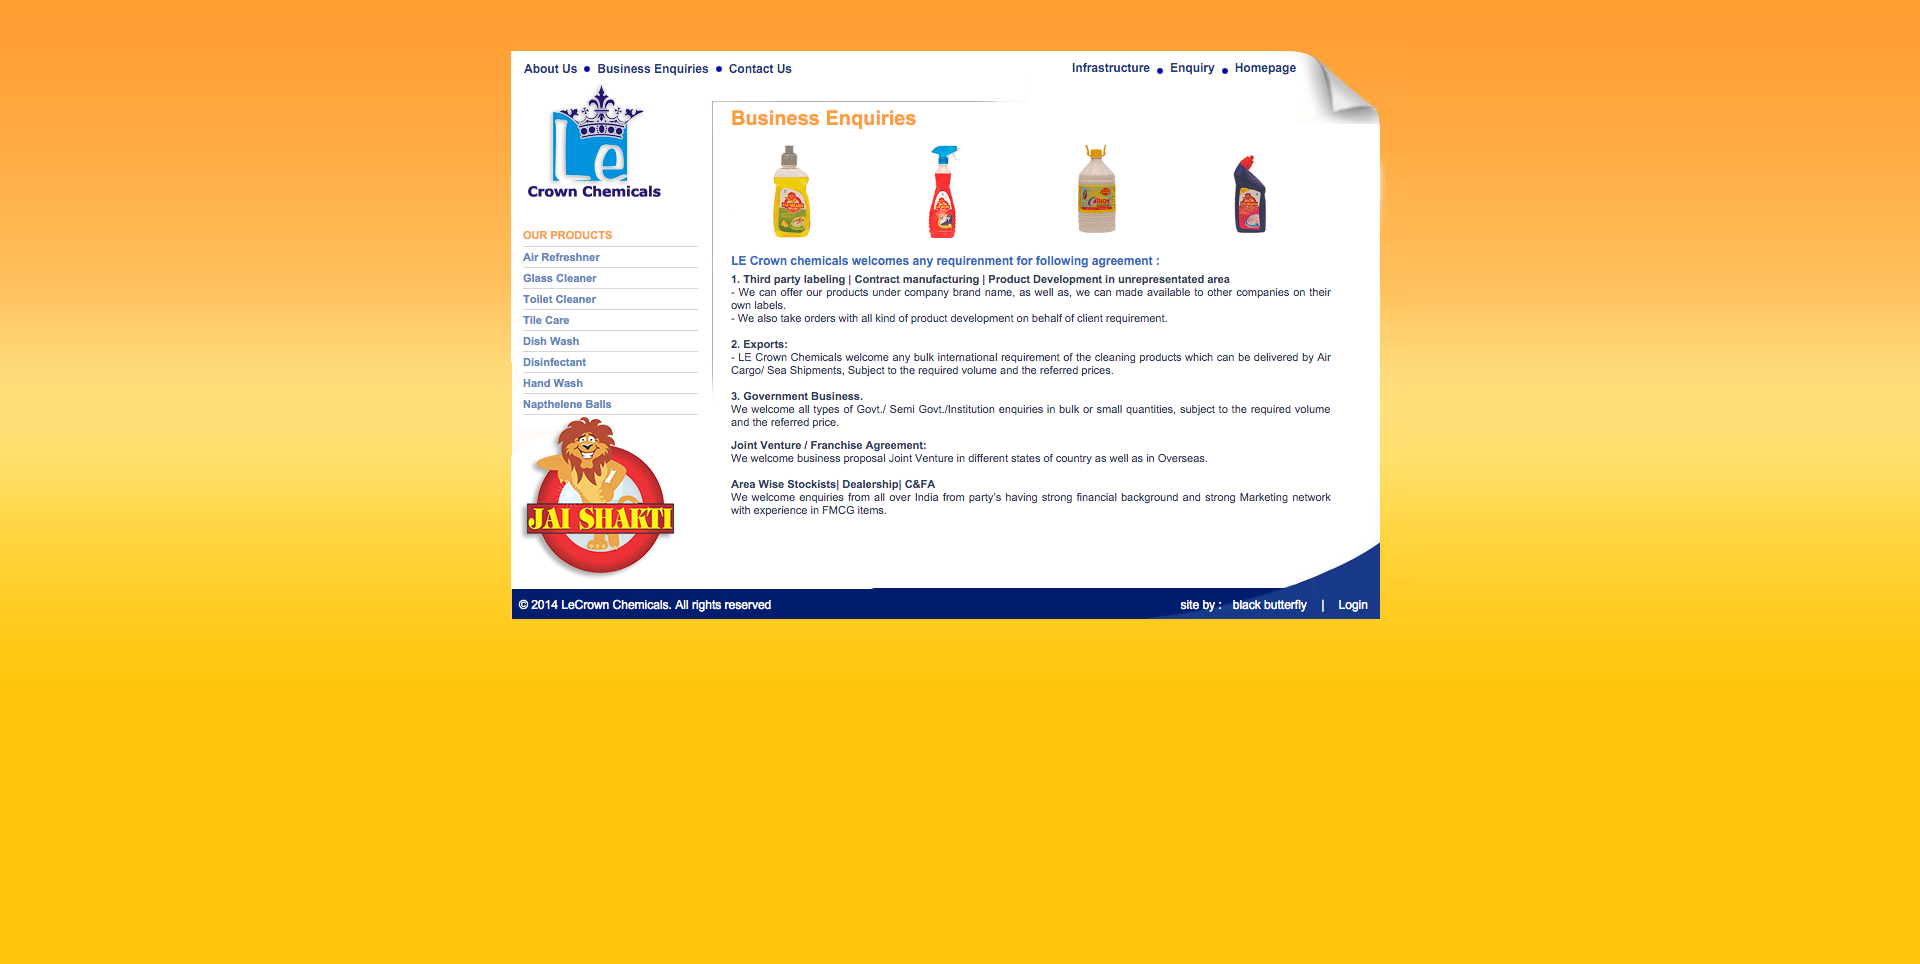 About Us • Business Enquiries • Contact Us
Infrastructure • Enquiry • Homepage
Le
Crown Chemicals
OUR PRODUCTS
Air Refreshner
Glass Cleaner
Toilet Cleaner
Tile Care
Dish Wash
Disinfectant
Hand Wash
Napthelene Balls
JAI SHAKTI
Business Enquiries
LE Crown chemicals welcomes any requirenment for following agreement :
1. Third party labeling | Contract manufacturing | Product Development in unrepresentated area
- We can offer our products under company brand name, as well as, we can made available to other companies on their
own labels.
- We also take orders with all kind of product development on behalf of client requirement.
2. Exports:
- LE Crown Chemicals welcome any bulk international requirement of the cleaning products which can be delivered by Air
Cargo/ Sea Shipments, Subject to the required volume and the referred prices.
3. Government Business.
We welcome all types of Govt./ Semi Govt./Institution enquiries in bulk or small quantities, subject to the required volume
and the referred price.
Joint Venture / Franchise Agreement:
We welcome business proposal Joint Venture in different states of country as well as in Overseas.
Area Wise Stockists| Dealership| C&FA
We welcome enquiries from all over India from party's having strong financial background and strong Marketing network
with experience in FMCG items.
© 2014 LeCrown Chemicals. All rights reserved
site by : black butterfly | Login